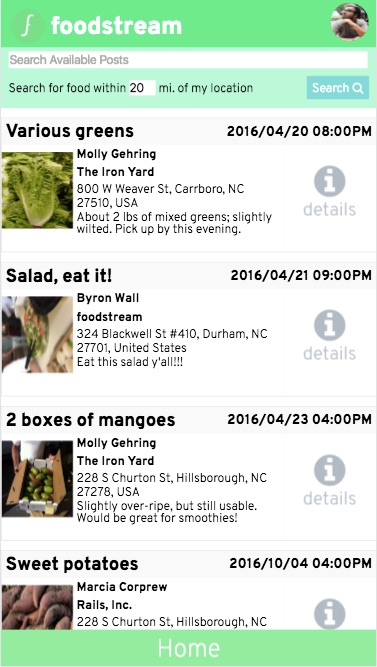 f foodstream
Search Available Posts
Search for food within 20 mi. of my location Search
Various greens 2016/04/20 08:00PM
Molly Gehring
The Iron Yard
800 W Weaver St, Carrboro, NC
27510, USA
About 2 lbs of mixed greens; slightly
wilted. Pick up by this evening.
details
Salad, eat it! 2016/04/21 09:00PM
Byron Wall
foodstream
324 Blackwell St #410, Durham, NC
27701, United States
Eat this salad y'all!!!
details
2 boxes of mangoes 2016/04/23 04:00PM
Molly Gehring
The Iron Yard
228 S Churton St, Hillsborough, NC
27278, USA
Slightly over-ripe, but still usable.
Would be great for smoothies!
details
Sweet potatoes 2016/10/04 04:00PM
Marcia Corprew
Rails, Inc.
228 S Churton St, Hillsborough, NC
Home